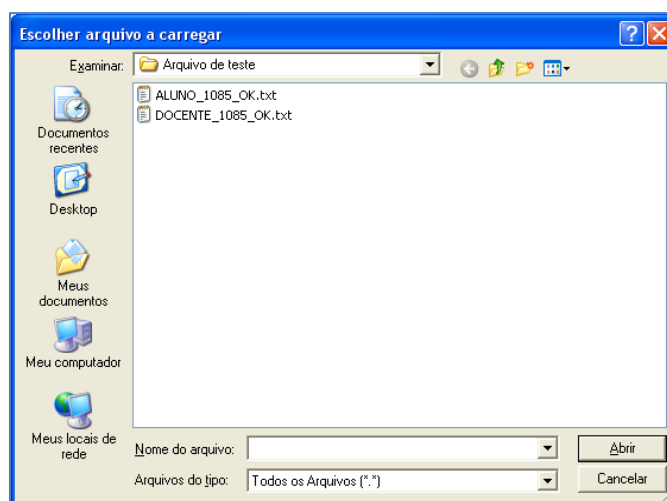 Escolher arquivo a carregar
Examinar:
Arquivo de teste
ALUNO_1085_OK.txt
DOCENTE_1085_OK.txt
Documentos
recentes
Desktop
Meus
documentos
Meu computador
Meus locais de
rede
Nome do arquivo:
Abrir
Arquivos do tipo:
Todos os Arquivos (*.*)
Cancelar